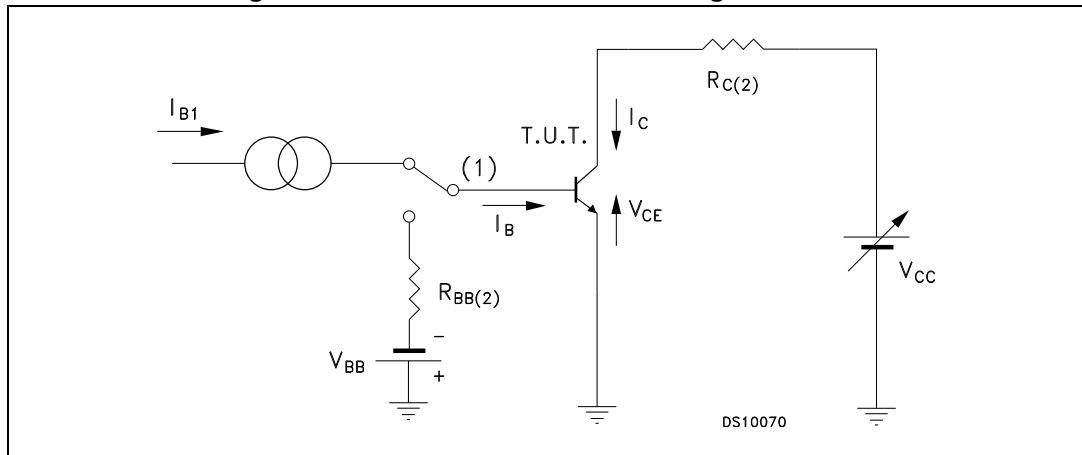 I_B1
(1)
I_B
R_BB(2)
V_BB
-
+
T.U.T.
I_C
V_CE
R_C(2)
V_CC
DS10070